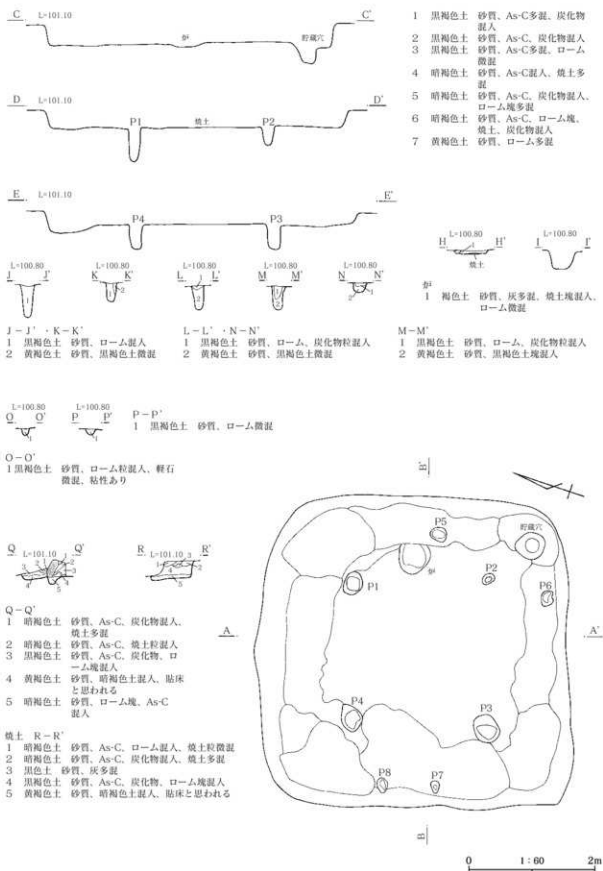 C L=101.10 炉 貯蔵穴 C'
D L=101.10 P1 焼土 P2 D'
E L=101.10 P4 P3 E'
1 黒褐色土 砂質、As-C多混、炭化物
混入
2 黒褐色土 砂質、As-C、炭化物混入
3 黒褐色土 砂質、As-C多混、ローム
微混
4 暗褐色土 砂質、As-C混入、焼土多
混
5 暗褐色土 砂質、As-C、炭化物混入、
ローム塊多混
6 暗褐色土 砂質、As-C、ローム塊、
焼土、炭化物混入
7 黄褐色土 砂質、ローム多混
L=100.80
H H'
1
焼土
L=100.80
I I'
炉
1 褐色土 砂質、灰多混、焼土塊混入、
ローム微混
L=100.80 L=100.80 L=100.80 L=100.80 L=100.80
J J' K K' L L' M M' N N'
J-J'・K-K'
1 黒褐色土 砂質、ローム混入
2 黄褐色土 砂質、黒褐色土微混
L-L'・N-N'
1 黒褐色土 砂質、ローム、炭化物粒混入
2 黄褐色土 砂質、黒褐色土微混
M-M'
1 黒褐色土 砂質、ローム、炭化物粒混入
2 黄褐色土 砂質、黒褐色土塊混入
L=100.80 L=100.80
O O' P P'
1 1
P-P'
1 黒褐色土 砂質、ローム微混
O-O'
1黒褐色土 砂質、ローム粒混入、軽石
微混、粘性あり
Q L=101.10 Q'
R L=101.10 R'
Q-Q'
1 暗褐色土 砂質、As-C、炭化物混入、
焼土多混
2 暗褐色土 砂質、As-C、焼土粒混入
3 黒褐色土 砂質、As-C、炭化物、ロ
ーム塊混入
4 黄褐色土 砂質、暗褐色土混入、貼床
と思われる
5 暗褐色土 砂質、ローム塊、As-C
混入
焼土 R-R'
1 暗褐色土 砂質、As-C、ローム混入、焼土粒微混
2 暗褐色土 砂質、As-C、炭化物混入、焼土多混
3 黒色土 砂質、灰多混
4 黒褐色土 砂質、As-C、炭化物、ローム塊混入
5 黄褐色土 砂質、暗褐色土混入、貼床と思われる
B'
P5 貯蔵穴
炉
P1 P2 P6
A A'
P4 P3
P8 P7
B
0 1:60 2m